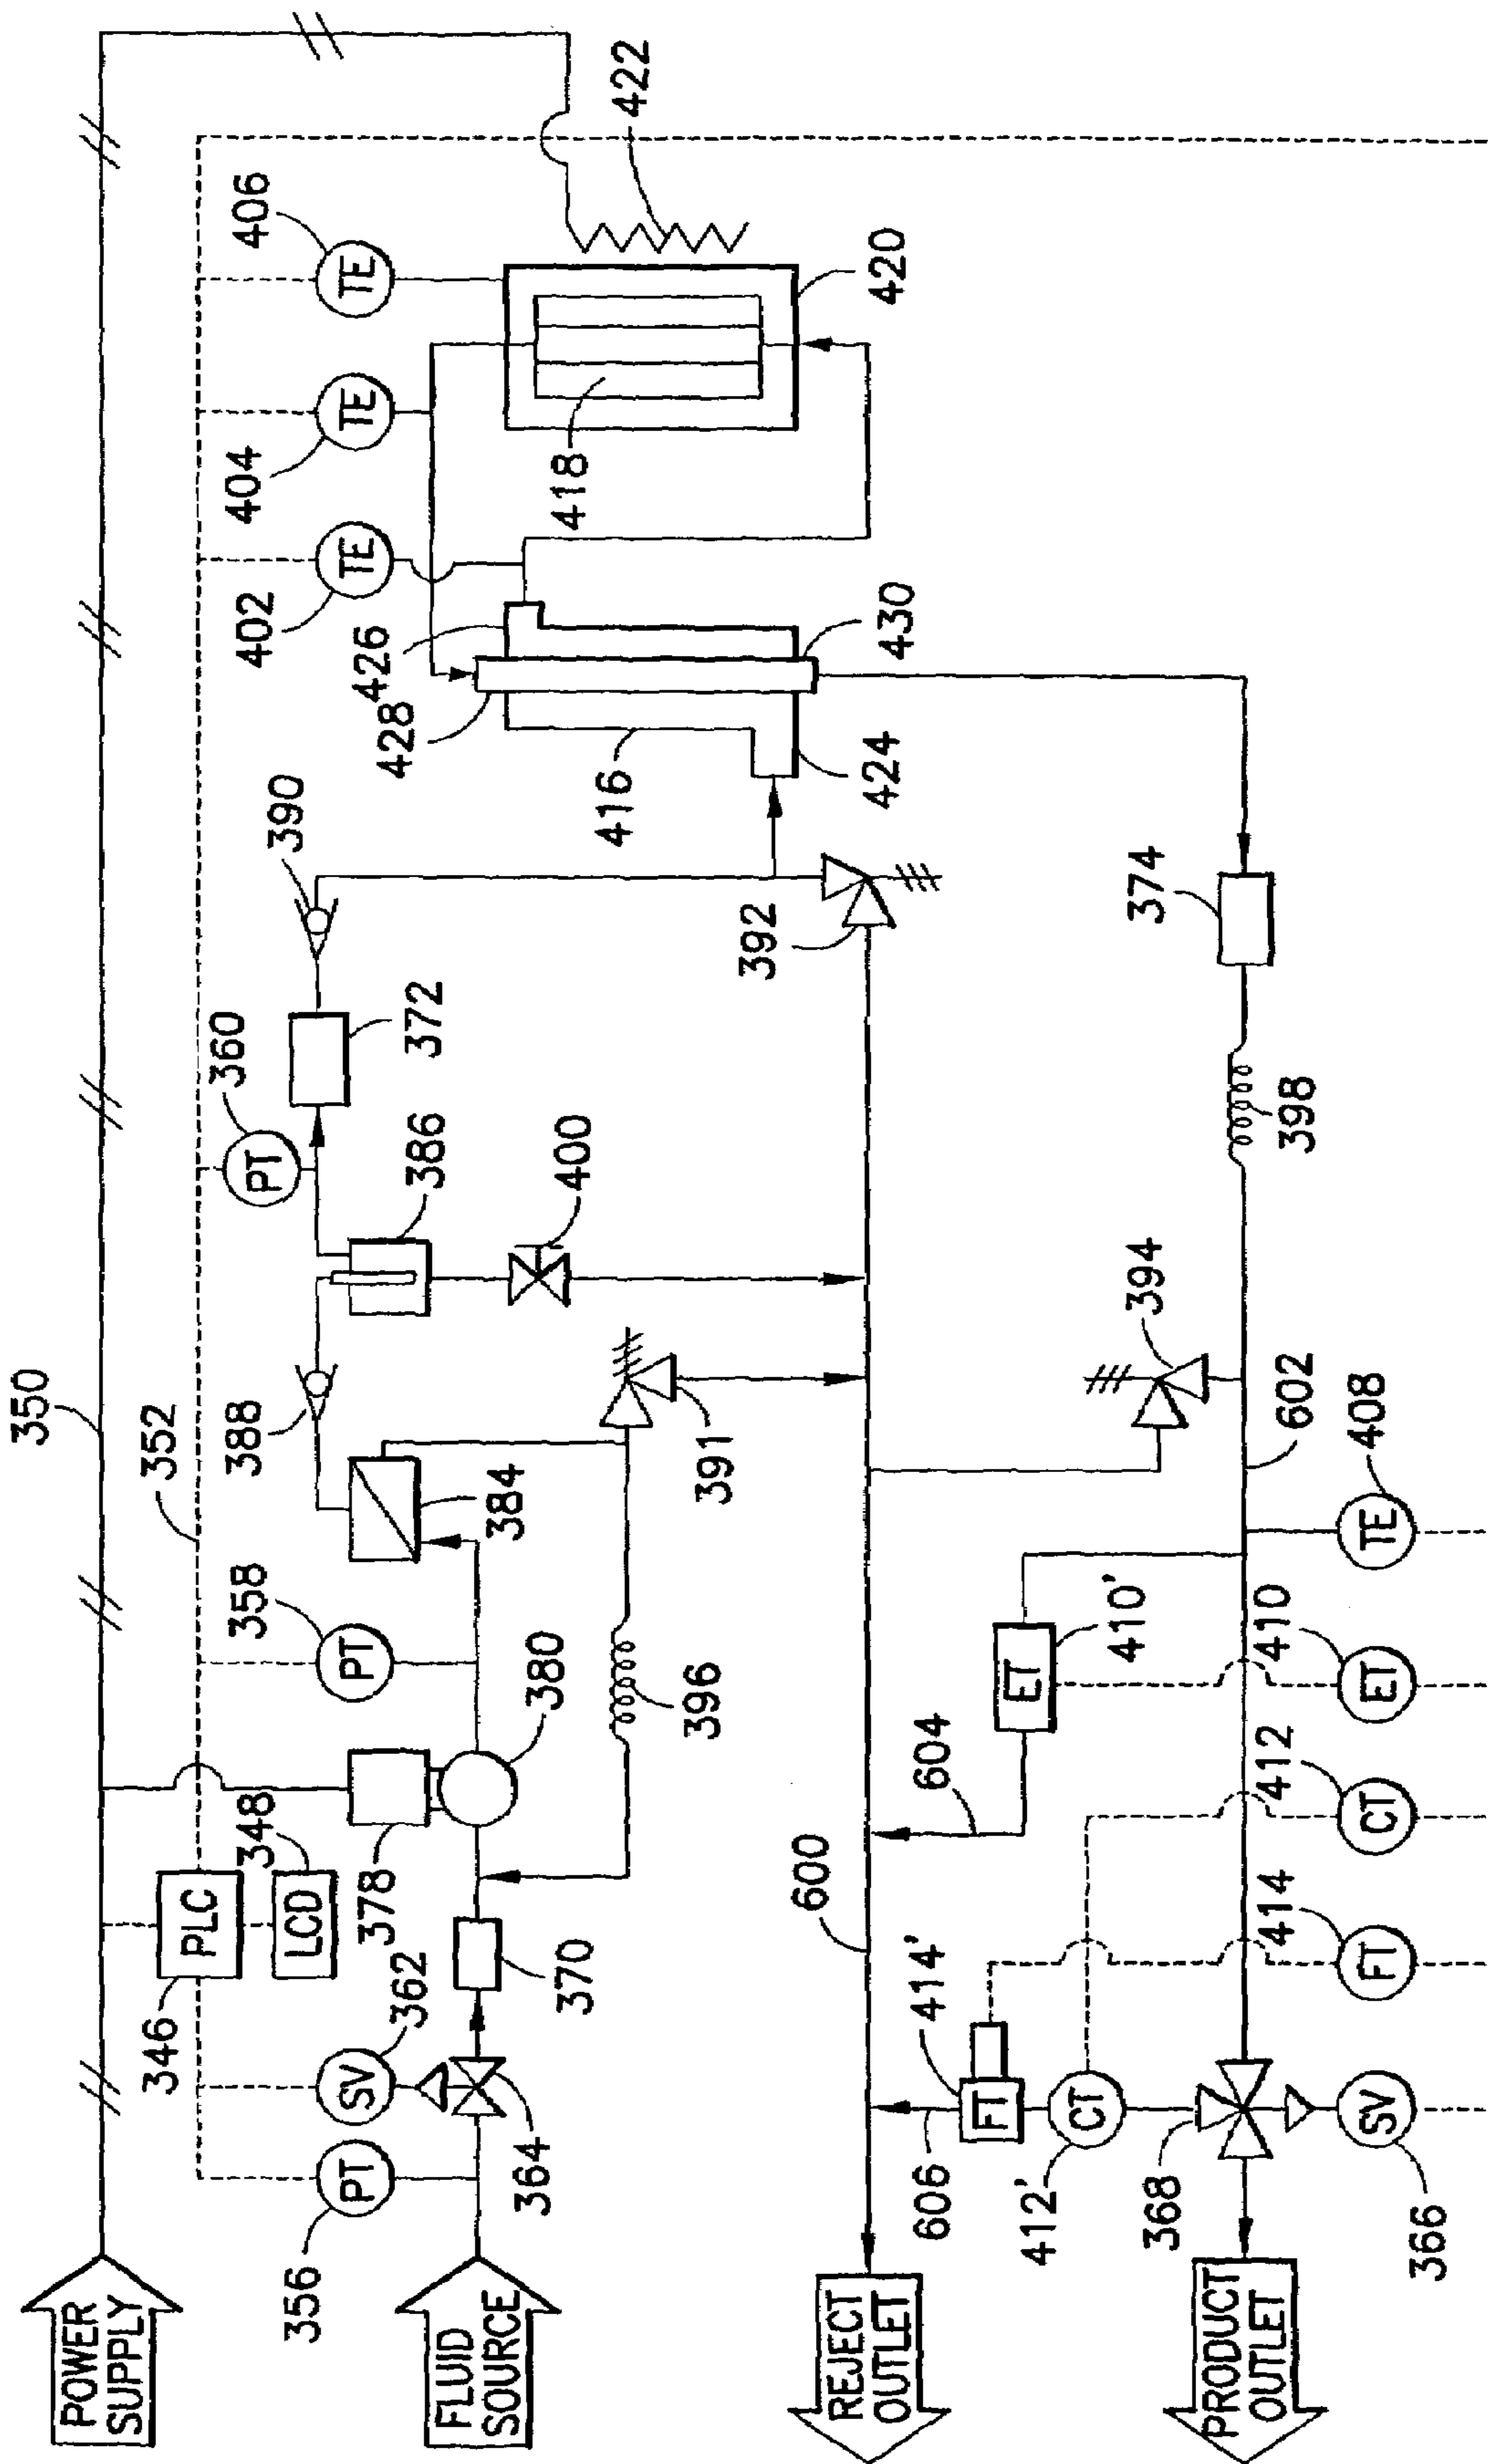 350
352
346
PLC
348
LCD
POWER
SUPPLY
356
PT
SV
362
364
FLUID
SOURCE
370
378
380
358
PT
388
384
396
391
386
400
360
PT
372
390
392
402
TE
404
TE
406
TE
426
428
416
424
430
418
420
422
600
REJECT
OUTLET
606
414'
FT
412'
CT
604
ET
410'
394
398
374
602
368
366
SV
414
FT
412
CT
410
ET
408
TE
PRODUCT
OUTLET